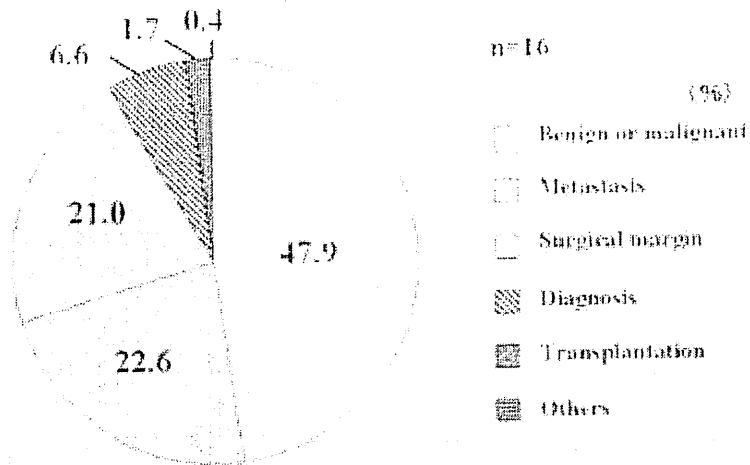 0.4
1.7
6.6
21.0
47.9
22.6
n=16
(%)
Benign or malignant
Metastasis
Surgical margin
Diagnosis
Transplantation
Others